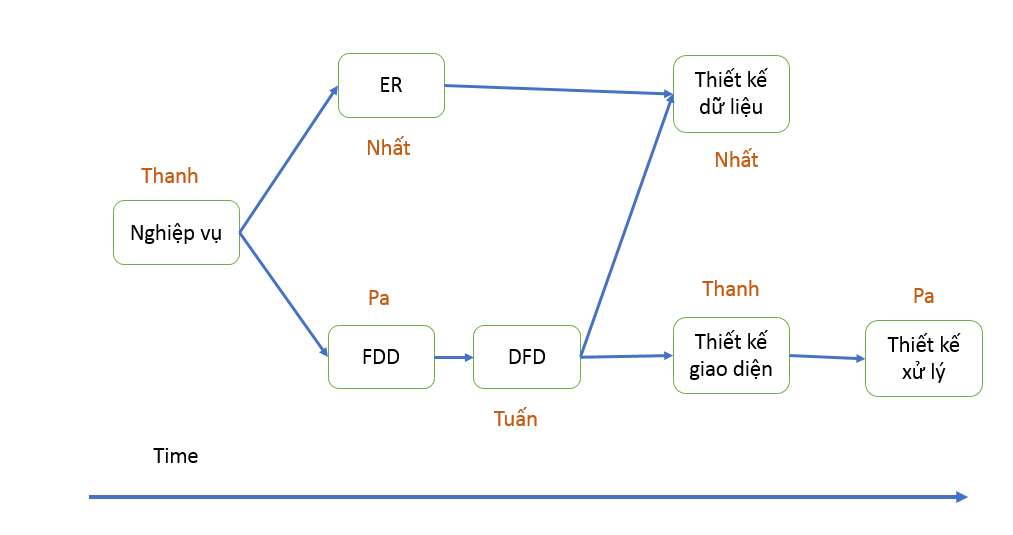 ER
Nhất
Thiết kế
dữ liệu
Nhất
Thanh
Nghiệp vụ
Pa
FDD
DFD
Tuấn
Thanh
Thiết kế
giao diện
Pa
Thiết kế
xử lý
Time